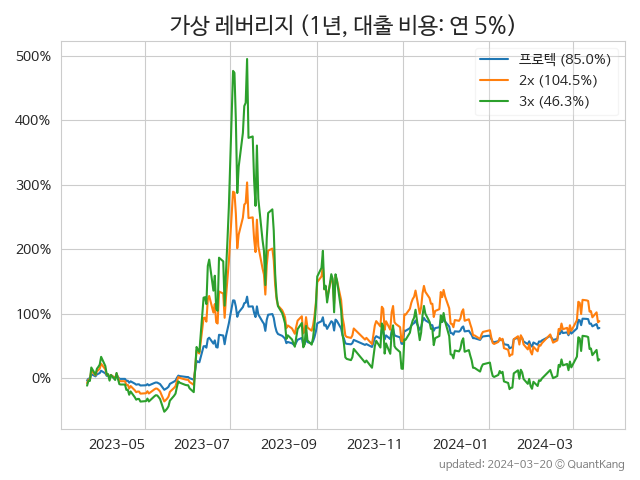 가상 레버리지 (1년, 대출 비용: 연 5%)
프로텍 (85.0%)
2x (104.5%)
3x (46.3%)
500%
400%
300%
200%
100%
0%
2023-05 2023-07 2023-09 2023-11 2024-01 2024-03
updated: 2024-03-20 © QuantKang